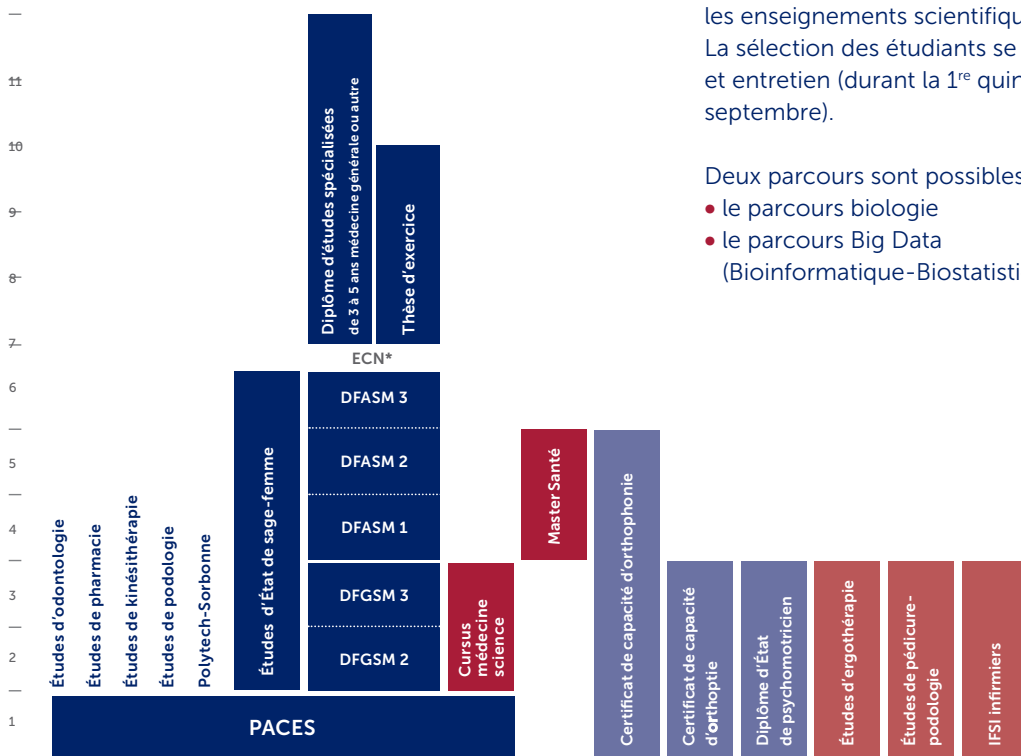 les enseignements scientifiqu
La sélection des étudiants se
et entretien (durant la 1re quin
septembre).
Deux parcours sont possibles
• le parcours biologie
• le parcours Big Data
(Bioinformatique-Biostatisti
11
10
9
8
7
6
5
4
3
2
1
Études d'odontologie
Études de pharmacie
Études de kinésithérapie
Études de podologie
Polytech-Sorbonne
Études d'État de sage-femme
Diplôme d'études spécialisées
de 3 à 5 ans médecine générale ou autre
Thèse d'exercice
ECN*
DFASM 3
DFASM 2
DFASM 1
DFGSM 3
DFGSM 2
Cursus
médecine
science
PACES
Master Santé
Certificat de capacité d'orthophonie
Certificat de capacité
d'orthoptie
Diplôme d'État
de psychomotricien
Études d'ergothérapie
Études de pédicure-
podologie
IFSI infirmiers